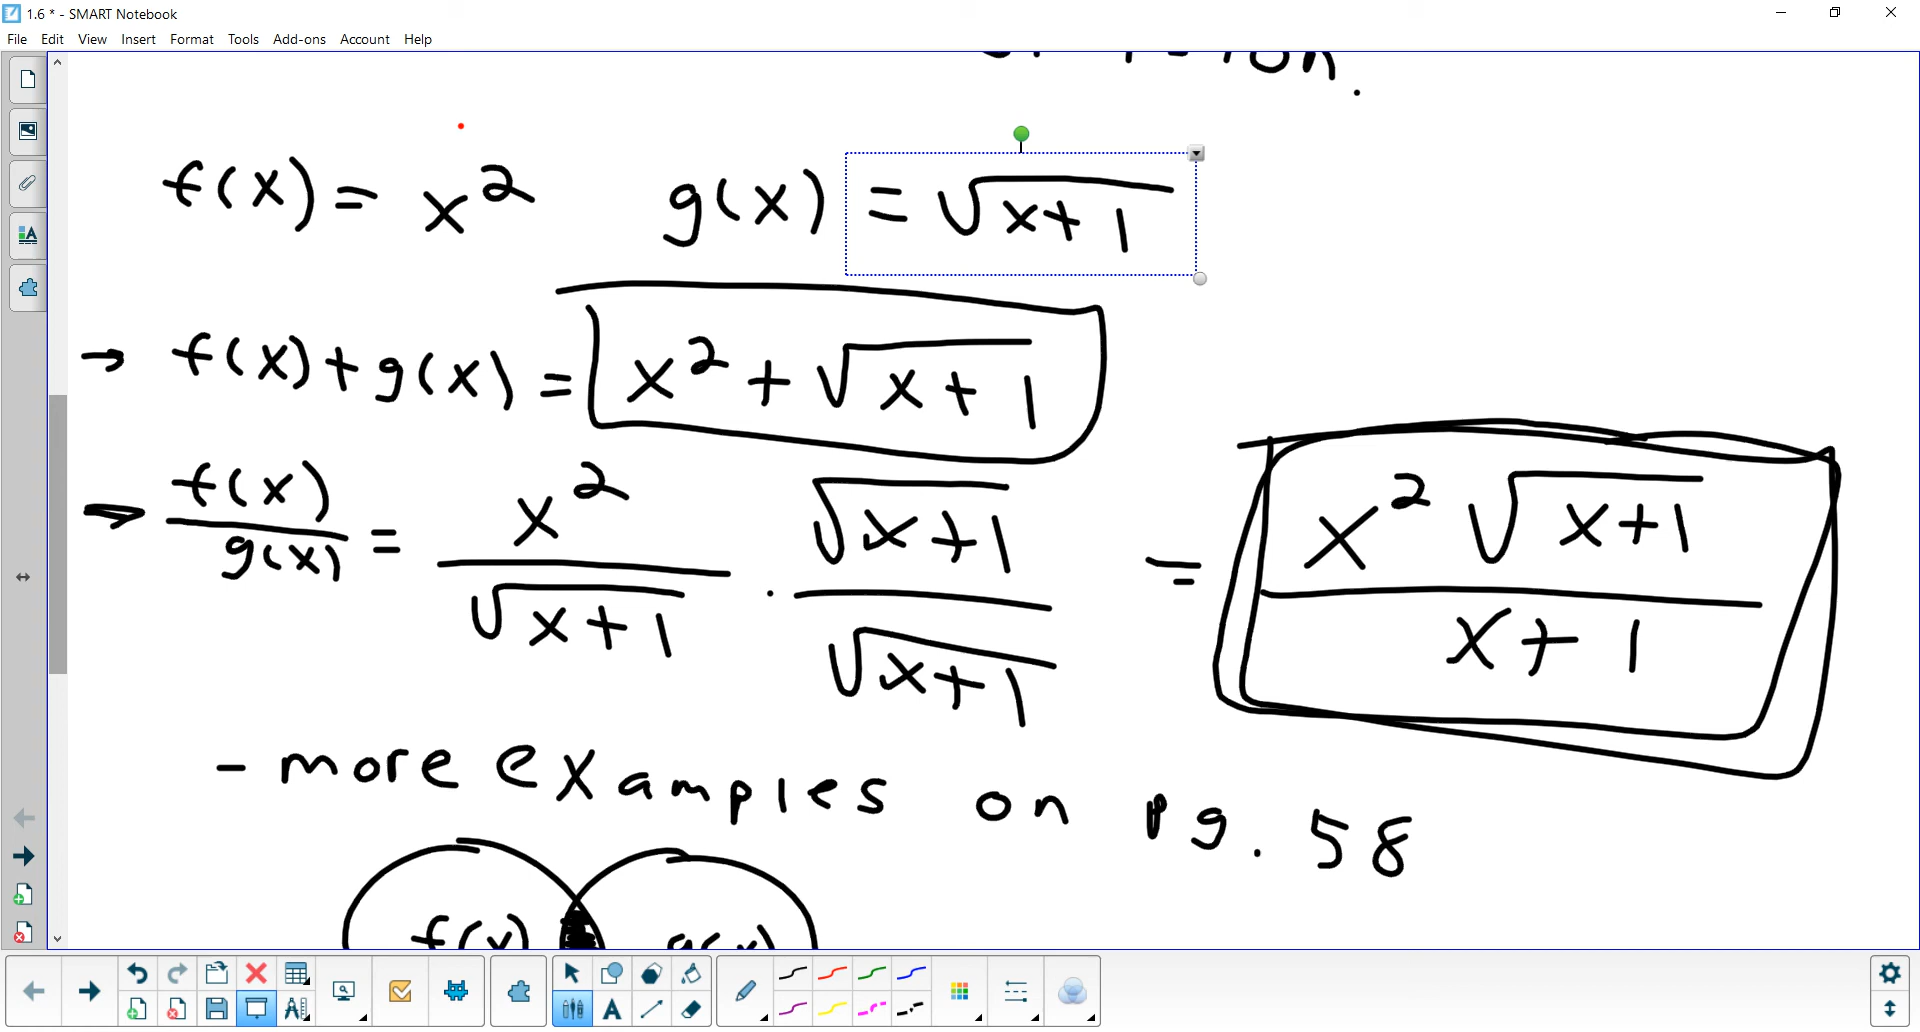 1.6 * - SMART Notebook
File Edit View Insert Format Tools Add-ons Account Help
f(x) = x² g(x) = √(x+1)
→ f(x)+g(x) = x² + √(x+1)
⇒ f(x)/g(x) = x²/√(x+1) · √(x+1)/√(x+1) = x²√(x+1)/(x+1)
- more examples on pg. 58
f(x) g(x)